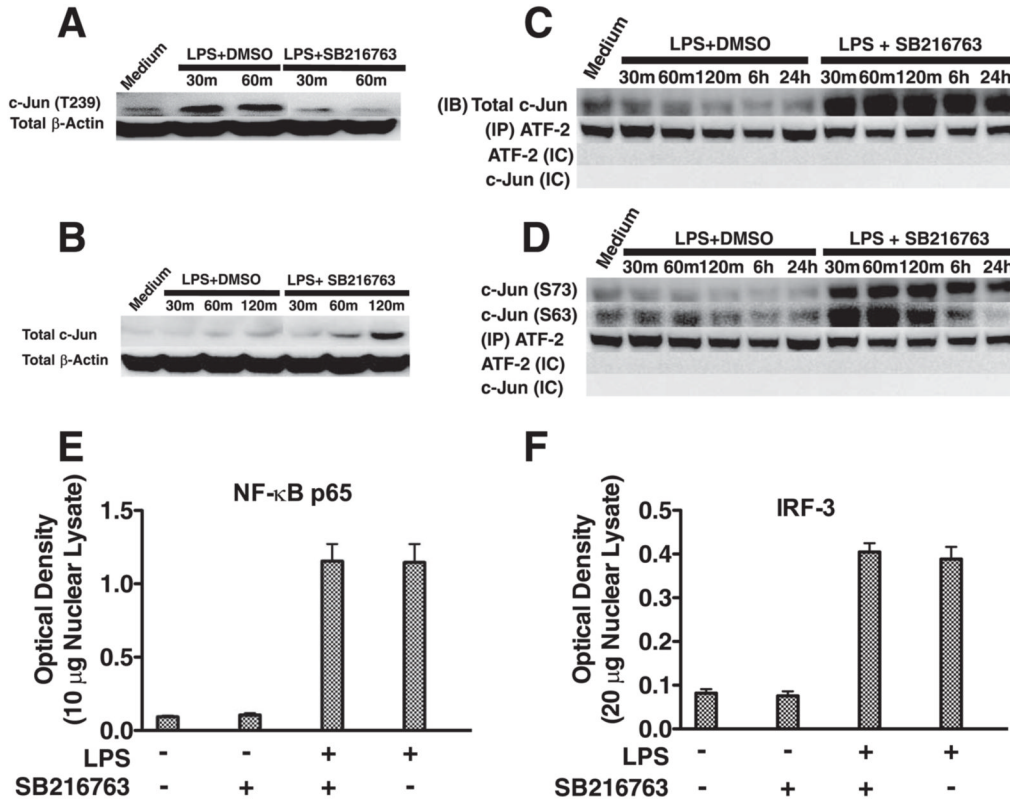 A
Medium
LPS+DMSO LPS+SB216763
30m 60m 30m 60m
c-Jun (T239)
Total β-Actin
B
Medium
LPS+DMSO LPS+ SB216763
30m 60m 120m 30m 60m 120m
Total c-Jun
Total β-Actin
C
Medium
LPS+DMSO LPS + SB216763
30m 60m 120m 6h 24h 30m 60m 120m 6h 24h
(IB) Total c-Jun
(IP) ATF-2
ATF-2 (IC)
c-Jun (IC)
D
Medium
LPS+DMSO LPS + SB216763
30m 60m 120m 6h 24h 30m 60m 120m 6h 24h
c-Jun (S73)
c-Jun (S63)
(IP) ATF-2
ATF-2 (IC)
c-Jun (IC)
E
NF-κB p65
Optical Density
(10 μg Nuclear Lysate)
1.5
1.0
0.5
0.0
LPS - - + +
SB216763 - + + -
F
IRF-3
Optical Density
(20 μg Nuclear Lysate)
0.5
0.4
0.3
0.2
0.1
0.0
LPS - - + +
SB216763 - + + -